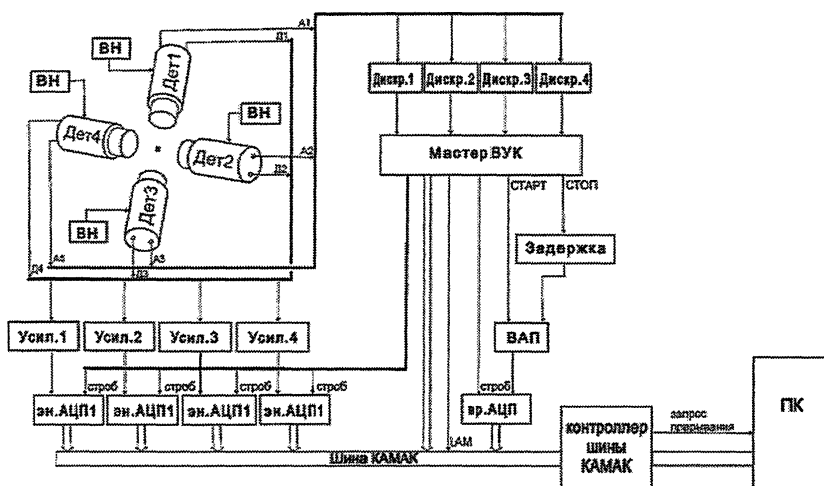 А1
Д1
ВН
ВН
Дет1
ВН
ВН
Дет4
Дет2
А2
Д2
Дет3
ВН
Д4
А5
Д3
А3
Дискр.1
Дискр.2
Дискр.3
Дискр.4
Мастер ВУК
СТАРТ
СТОП
Задержка
ВАП
Усил.1
Усил.2
Усил.3
Усил.4
строб
строб
строб
строб
строб
эн.АЦП1
эн.АЦП1
эн.АЦП1
эн.АЦП1
вр.АЦП
LAM
Шина КАМАК
контроллер
шины
КАМАК
запрос
прерывания
ПК